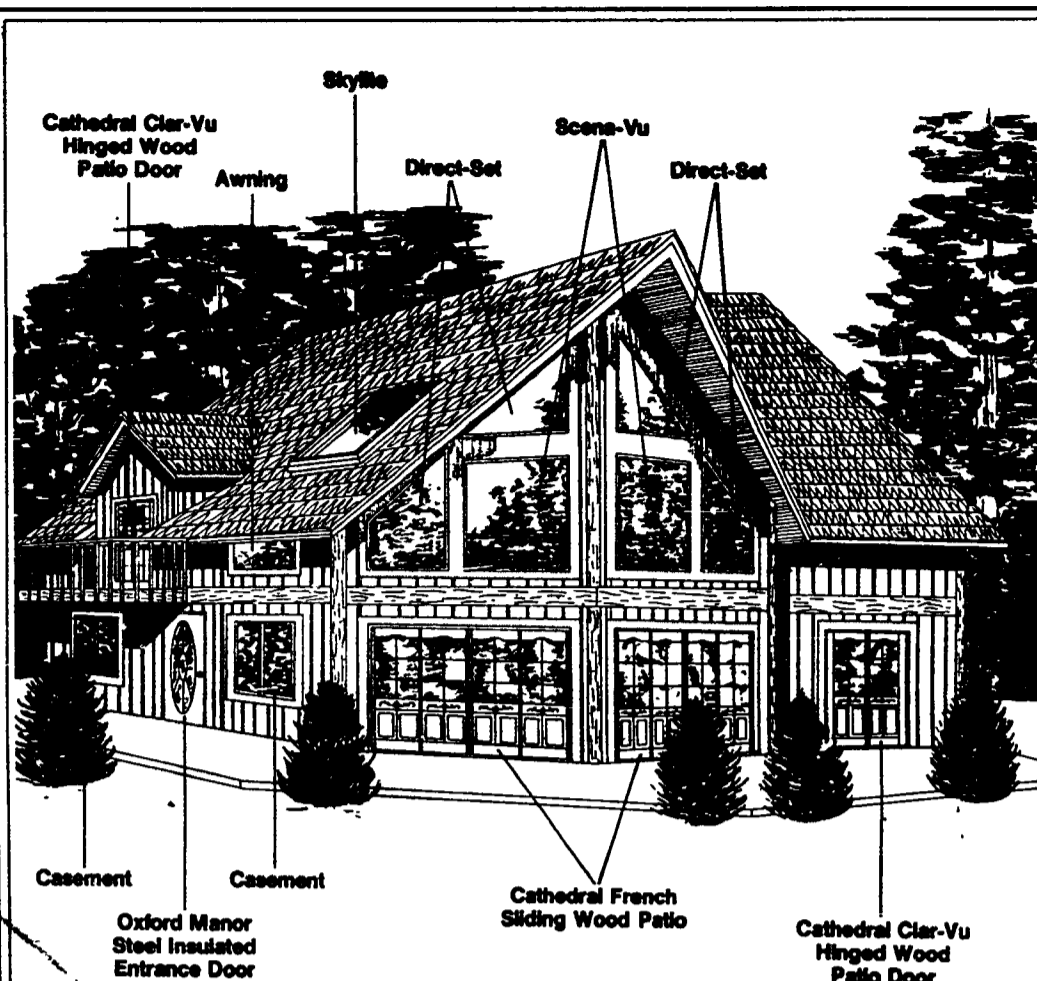 Skylite
Cathedral Clar-Vu
Hinged Wood
Patio Door
Awning
Direct-Set
Scena-Vu
Direct-Set
Casement
Oxford Manor
Steel Insulated
Entrance Door
Casement
Cathedral French
Sliding Wood Patio
Cathedral Clar-Vu
Hinged Wood
Patio Door